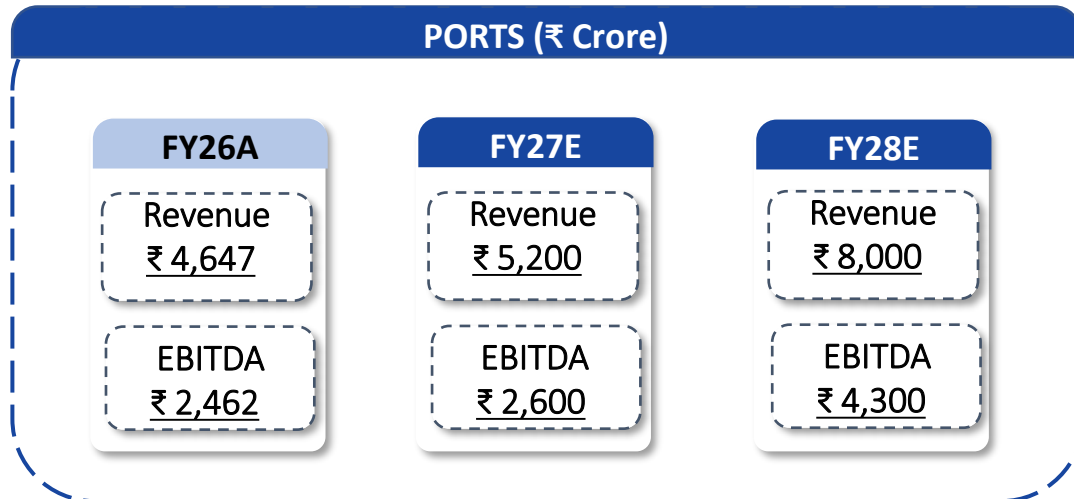 PORTS (₹ Crore)
FY26A
Revenue
₹ 4,647
EBITDA
₹ 2,462
FY27E
Revenue
₹ 5,200
EBITDA
₹ 2,600
FY28E
Revenue
₹ 8,000
EBITDA
₹ 4,300